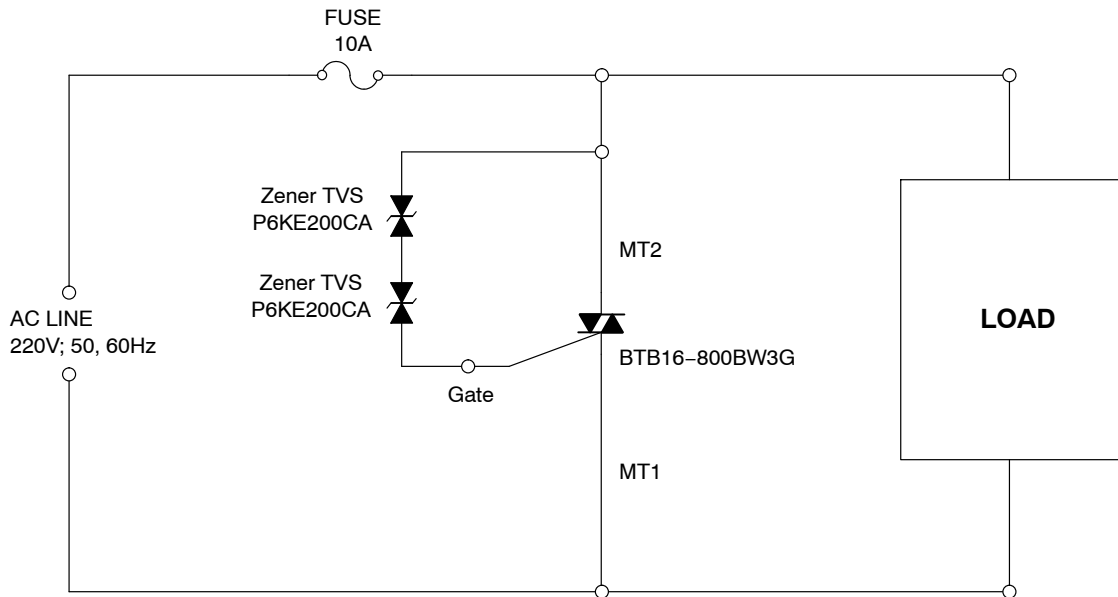 FUSE
10A
Zener TVS
P6KE200CA
MT2
Zener TVS
P6KE200CA
AC LINE
220V; 50, 60Hz
LOAD
BTB16−800BW3G
Gate
MT1